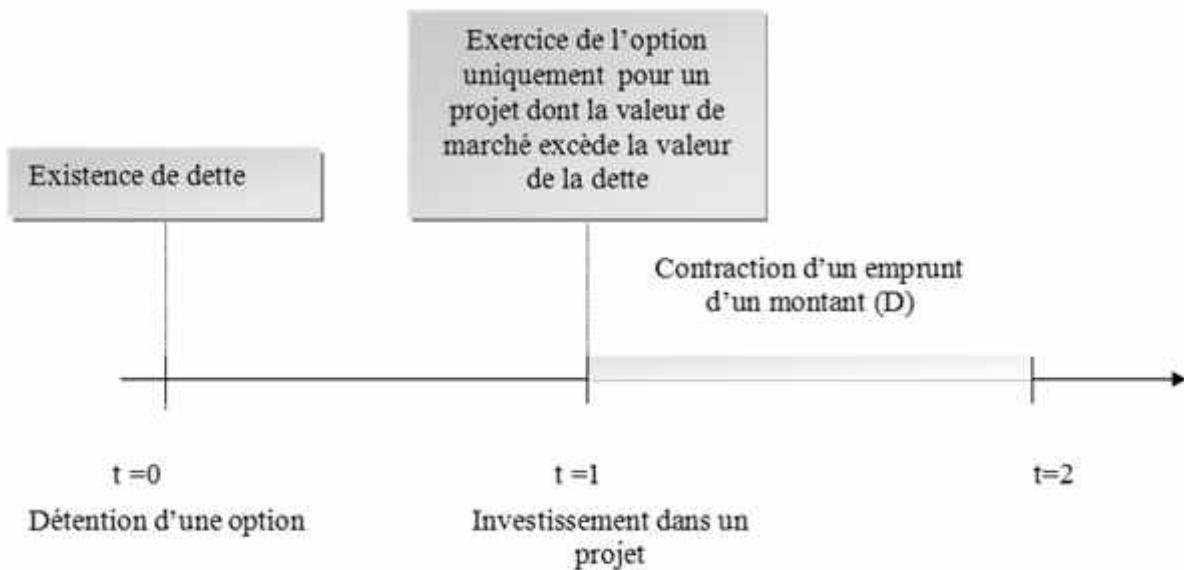 Exercice de l'option
uniquement pour un
projet dont la valeur de
marché excède la valeur
de la dette
Existence de dette
Contraction d'un emprunt
d'un montant (D)
t =0
t =1
t=2
Détention d'une option
Investissement dans un
projet